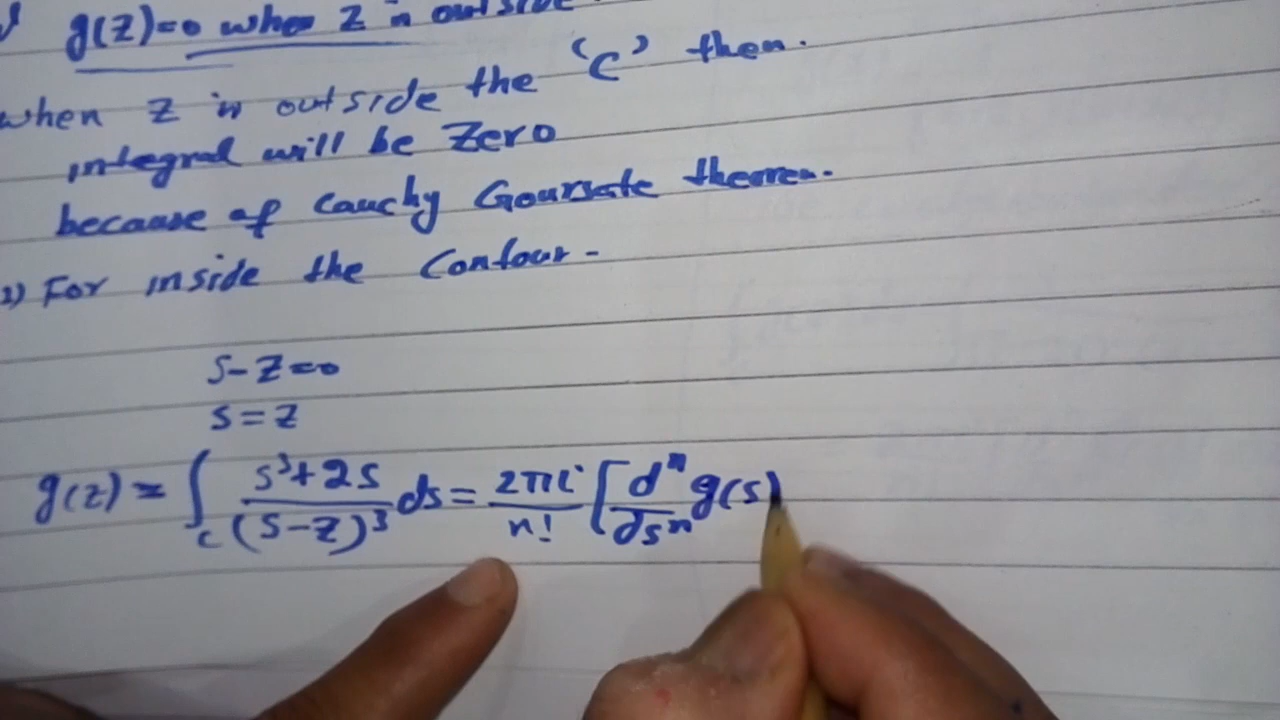 g(z)=0 when z is outside
when z is outside the 'C' then.
integral will be Zero
because of Cauchy Goursate theorem.
2) For inside the Contour -
S-Z=0
S=Z
g(z) = ∫_C (S³+2S)/(S-Z)³ ds = 2πi/n! [dⁿ/dsⁿ g(s)